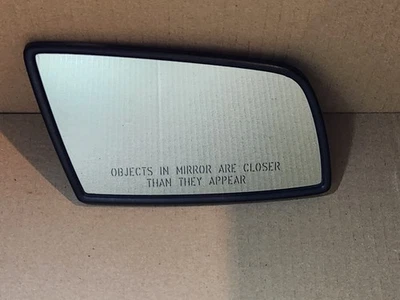 OBJECTS IN MIRROR ARE CLOSER
THAN THEY APPEAR